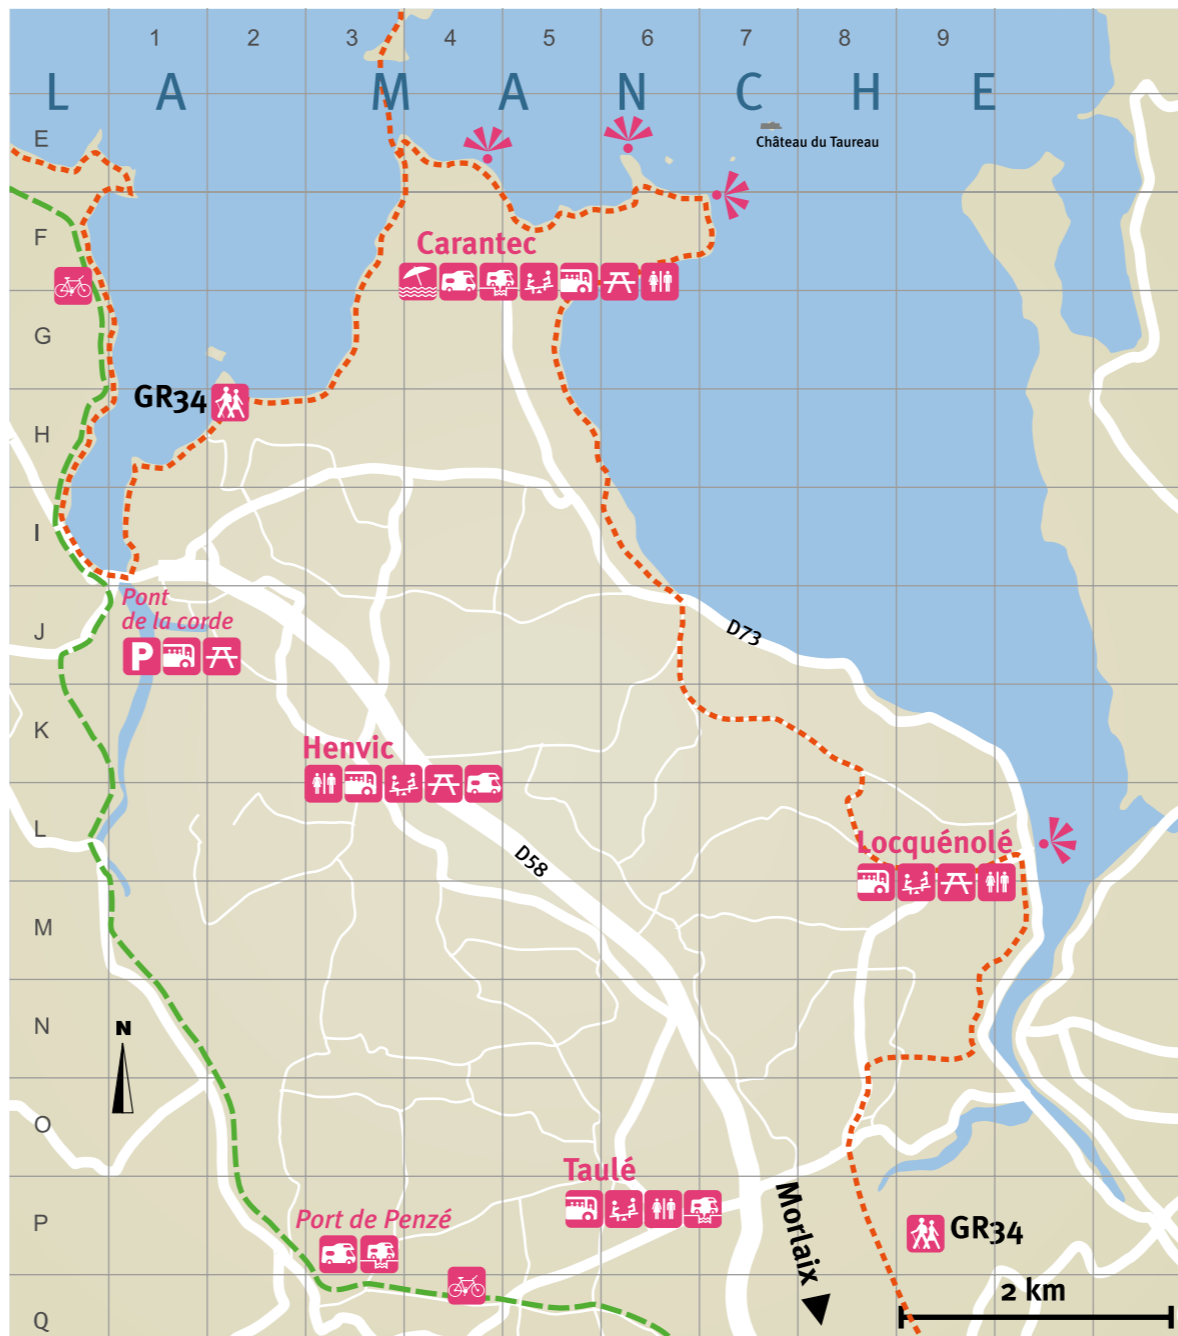 1 2 3 4 5 6 7 8 9
L A M A N C H E
E
Château du Taureau
F
Carantec
G
GR34
H
I
Pont
de la corde
J
P
D73
K
Henvic
L
D58
Locquénolé
M
N
N
O
Taulé
P
Port de Penzé
Morlaix
GR34
2 km
Q